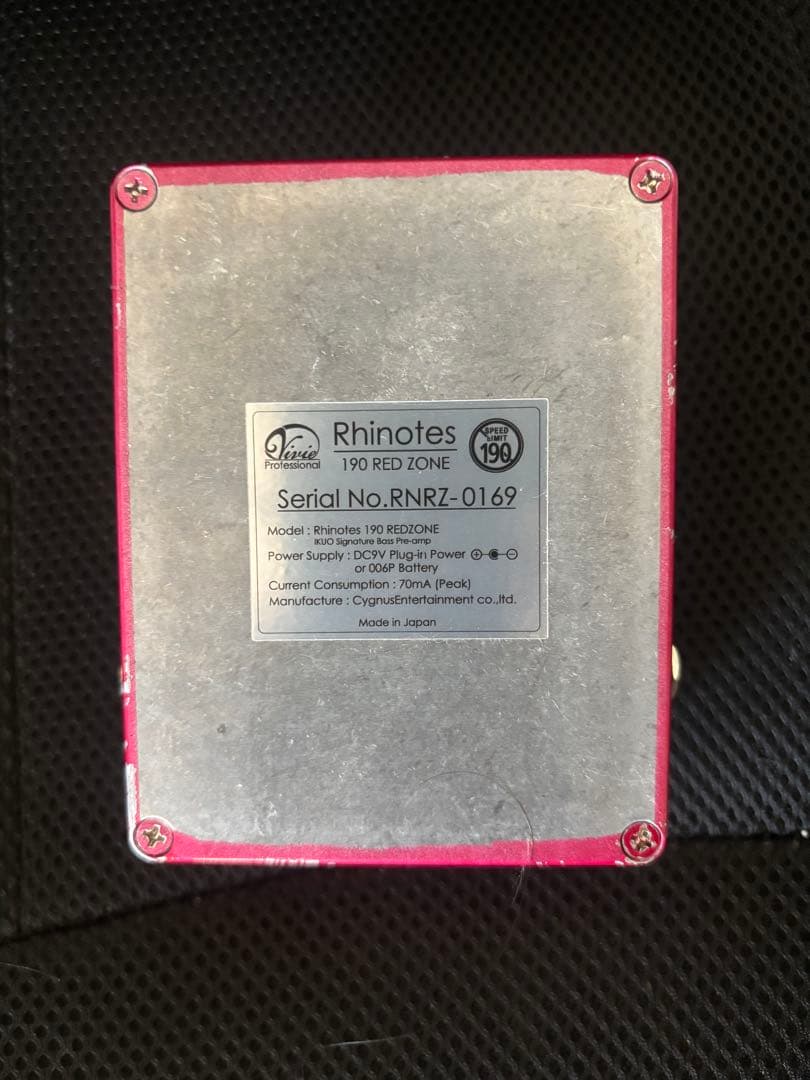 Vivie
Professional
Rhinotes
190 RED ZONE
SPEED
LIMIT
190
Serial No.RNRZ-0169
Model : Rhinotes 190 REDZONE
IKUO Signature Bass Pre-amp
Power Supply : DC9V Plug-in Power
or 006P Battery
Current Consumption : 70mA (Peak)
Manufacture : CygnusEntertainment co.,ltd.
Made in Japan